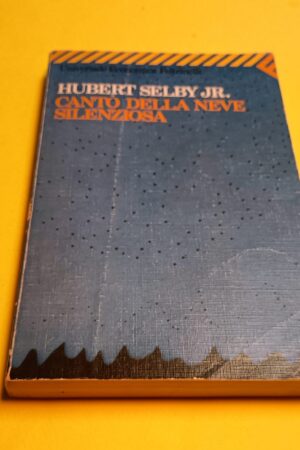 Universale Economica Feltrinelli
HUBERT SELBY JR.
CANTO DELLA NEVE
SILENZIOSA